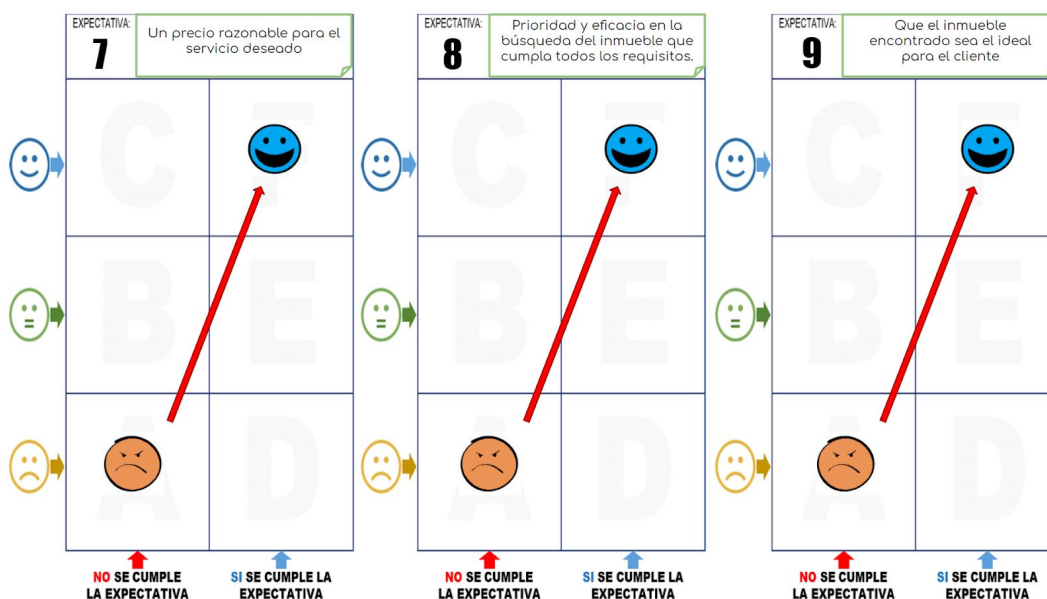 EXPECTATIVA:
7
Un precio razonable para el
servicio deseado
C
F
B
E
A
D
NO SE CUMPLE
LA EXPECTATIVA
SI SE CUMPLE LA
EXPECTATIVA
EXPECTATIVA:
8
Prioridad y eficacia en la
búsqueda del inmueble que
cumpla todos los requisitos.
C
F
B
E
A
D
NO SE CUMPLE
LA EXPECTATIVA
SI SE CUMPLE LA
EXPECTATIVA
EXPECTATIVA:
9
Que el inmueble
encontrado sea el ideal
para el cliente
C
F
B
E
A
D
NO SE CUMPLE
LA EXPECTATIVA
SI SE CUMPLE LA
EXPECTATIVA